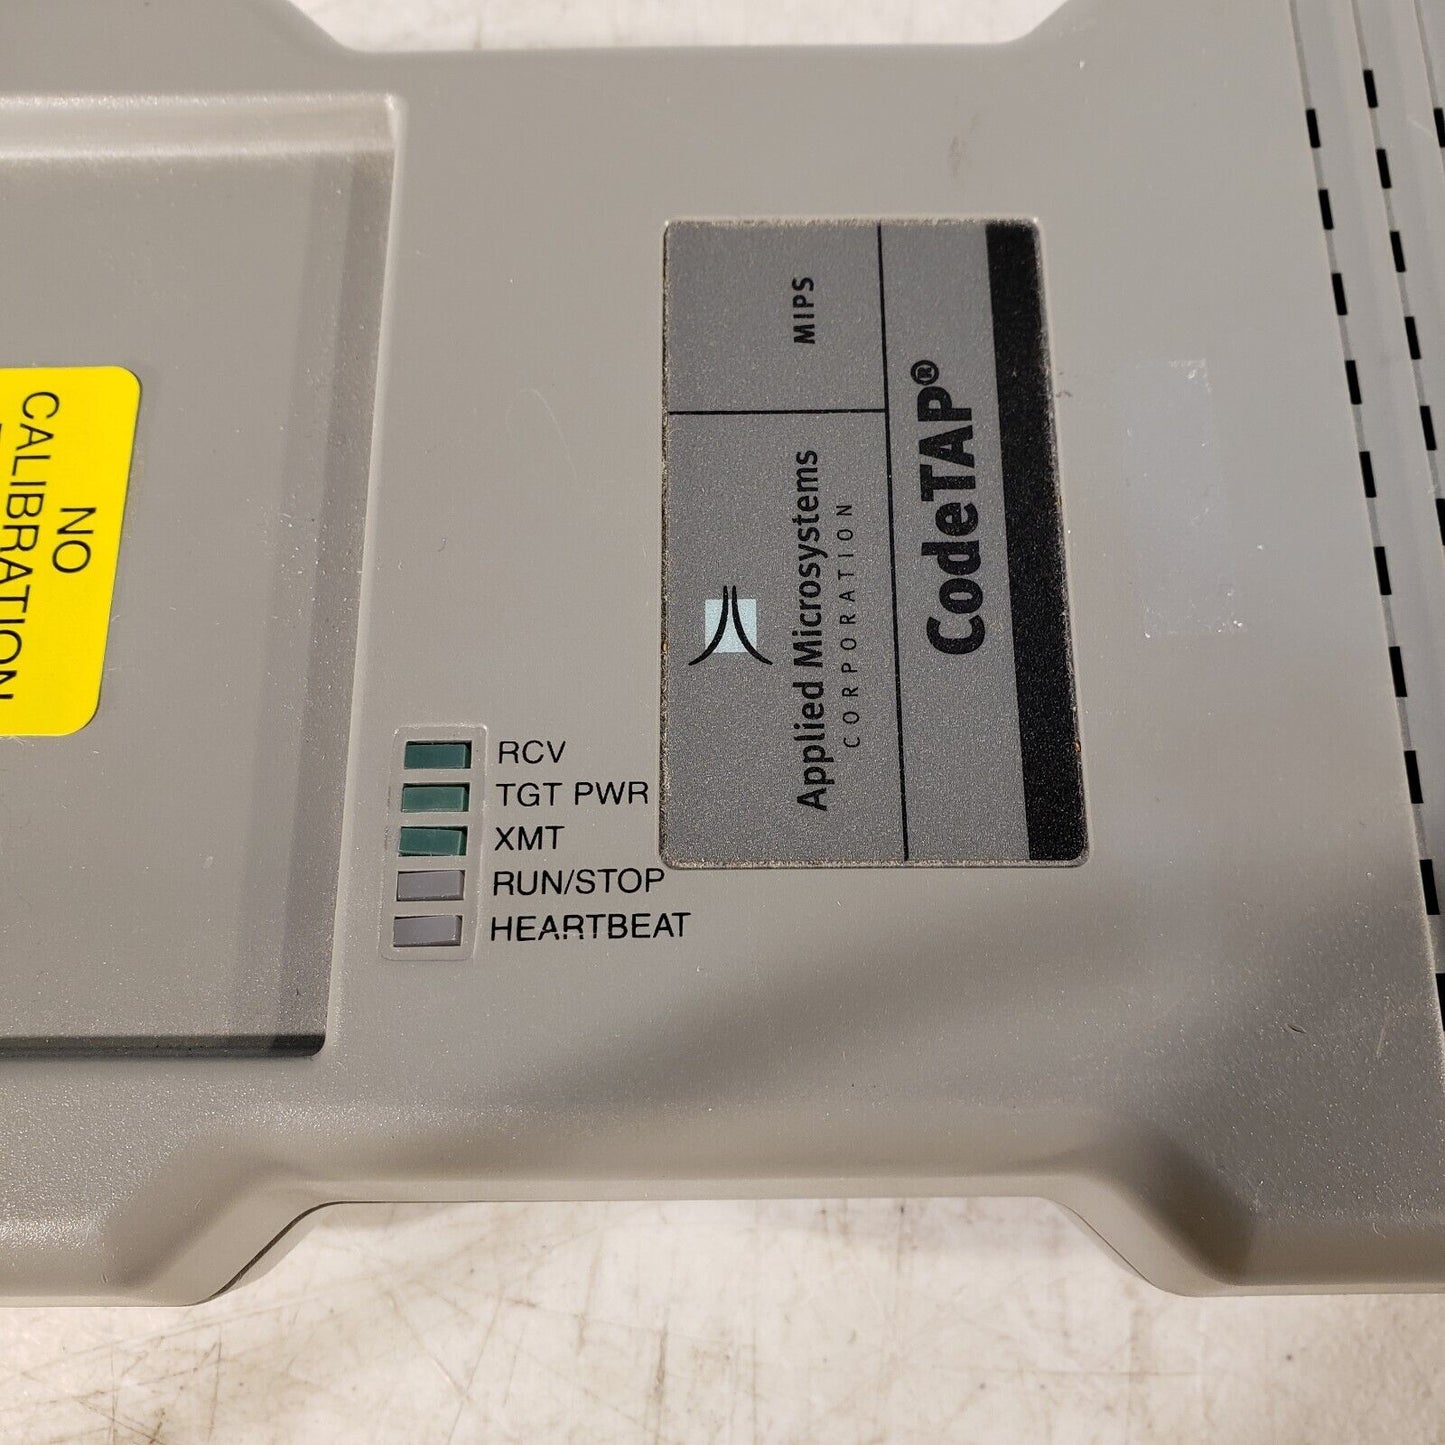 NO
CALIBRATION
MIPS
Applied Microsystems
CORPORATION
CodeTAP®
RCV
TGT PWR
XMT
RUN/STOP
HEARTBEAT